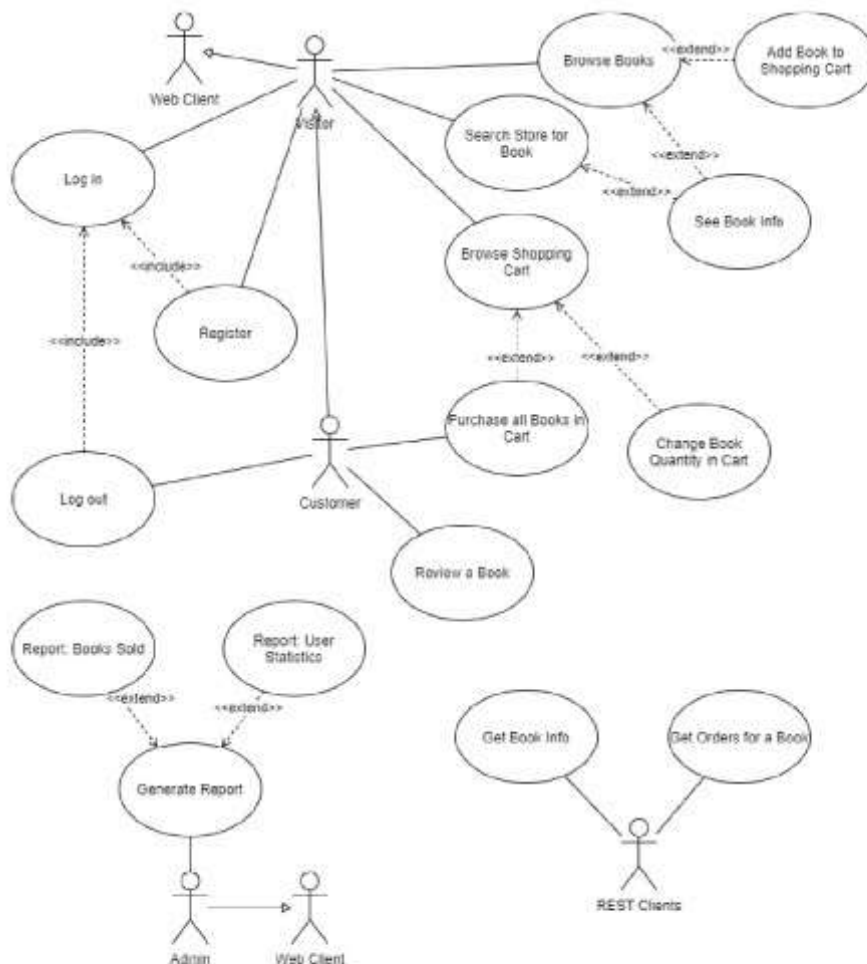 Web Client
Visitor
Browse Books
<<extend>>
Add Book to
Shopping Cart
Search Store for
Book
<<extend>>
<<extend>>
See Book Info
Log in
<<include>>
Browse Shopping
Cart
Register
<<include>>
<<extend>>
<<extend>>
Purchase all Books in
Cart
Change Book
Quantity in Cart
Log out
Customer
Review a Book
Report: Books Sold
Report: User
Statistics
<<extend>>
<<extend>>
Get Book Info
Get Orders for a Book
Generate Report
REST Clients
Admin
Web Client